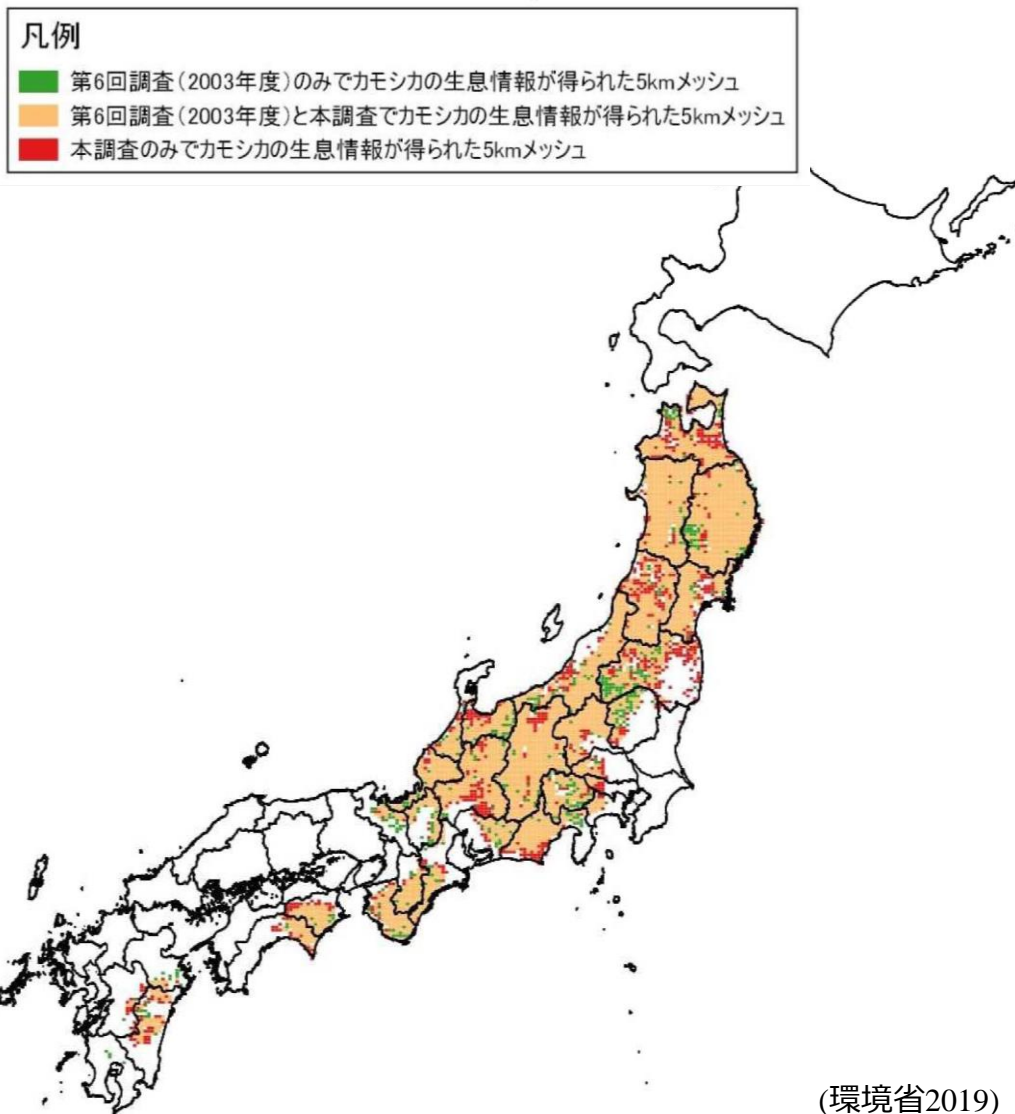 凡例
第6回調査(2003年度)のみでカモシカの生息情報が得られた5kmメッシュ
第6回調査(2003年度)と本調査でカモシカの生息情報が得られた5kmメッシュ
本調査のみでカモシカの生息情報が得られた5kmメッシュ
(環境省2019)